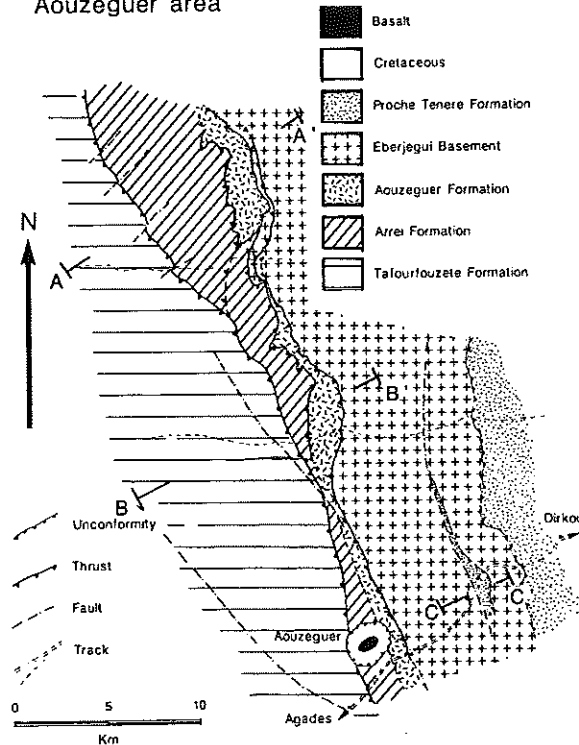 Aouzeguer area
Basalt
Cretaceous
Proche Tenere Formation
Eberjegui Basement
Aouzeguer Formation
Arrei Formation
Tafourfouzete Formation
N
A
A'
B
B'
C
C'
Dirkou
Aouzeguer
Agades
Unconformity
Thrust
Fault
Track
0 5 10
Km